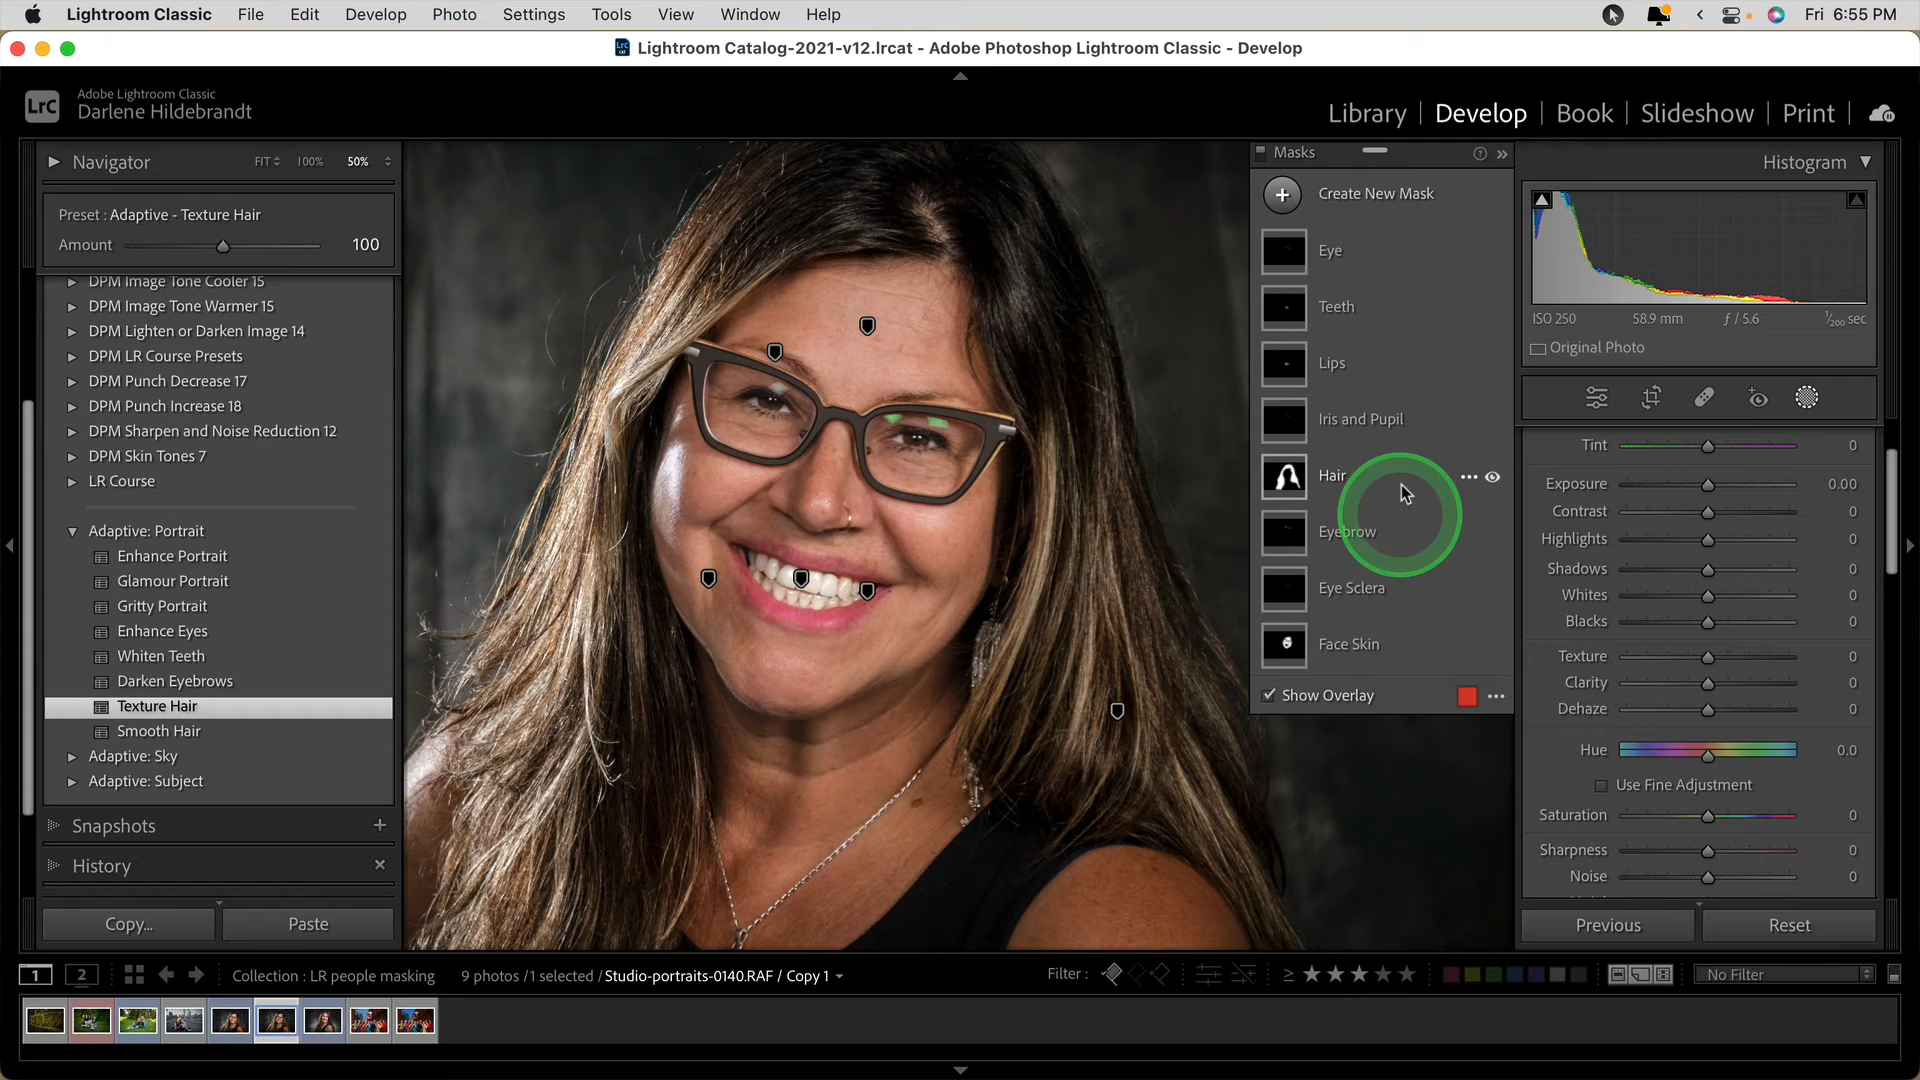 Lightroom Classic File Edit Develop Photo Settings Tools View Window Help Fri 6:55 PM
Lightroom Catalog-2021-v12.lrcat - Adobe Photoshop Lightroom Classic - Develop
LrC
Adobe Lightroom Classic
Darlene Hildebrandt
Library | Develop | Book | Slideshow | Print |
Navigator FIT 100% 50%
Preset : Adaptive - Texture Hair
Amount 100
DPM Image Tone Cooler 15
DPM Image Tone Warmer 15
DPM Lighten or Darken Image 14
DPM LR Course Presets
DPM Punch Decrease 17
DPM Punch Increase 18
DPM Sharpen and Noise Reduction 12
DPM Skin Tones 7
LR Course
Adaptive: Portrait
Enhance Portrait
Glamour Portrait
Gritty Portrait
Enhance Eyes
Whiten Teeth
Darken Eyebrows
Texture Hair
Smooth Hair
Adaptive: Sky
Adaptive: Subject
Snapshots +
History ×
Copy... Paste
Masks
Create New Mask
Eye
Teeth
Lips
Iris and Pupil
Hair
Eyebrow
Eye Sclera
Face Skin
Show Overlay
Histogram
ISO 250 58.9 mm ƒ / 5.6 1/200 sec
Original Photo
Tint 0
Exposure 0.00
Contrast 0
Highlights 0
Shadows 0
Whites 0
Blacks 0
Texture 0
Clarity 0
Dehaze 0
Hue 0.0
Use Fine Adjustment
Saturation 0
Sharpness 0
Noise 0
Previous Reset
1 2 Collection : LR people masking 9 photos /1 selected /Studio-portraits-0140.RAF / Copy 1 Filter : ≥ ★ ★ ★ ★ ★ No Filter